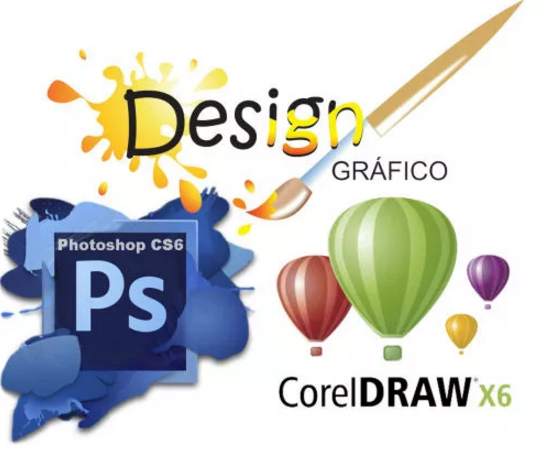 Design
GRÁFICO
Photoshop CS6
Ps
CorelDRAW® X6